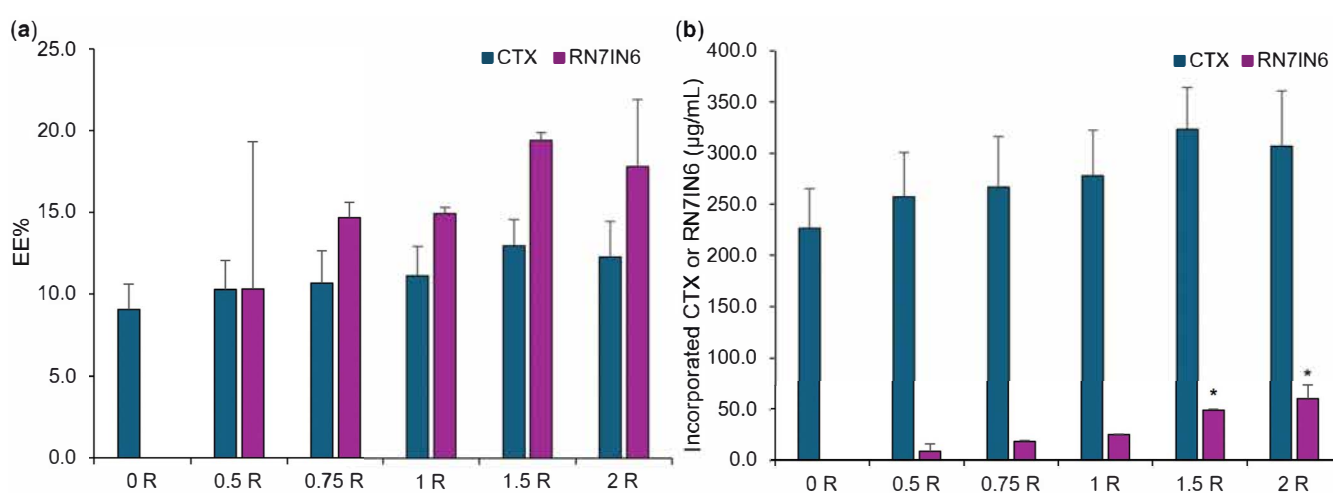 (a)
25.0
20.0
15.0
10.0
5.0
0.0
EE%
CTX RN7IN6
0 R 0.5 R 0.75 R 1 R 1.5 R 2 R
(b)
400.0
350.0
300.0
250.0
200.0
150.0
100.0
50.0
0.0
Incorporated CTX or RN7IN6 (µg/mL)
CTX RN7IN6
* *
0 R 0.5 R 0.75 R 1 R 1.5 R 2 R